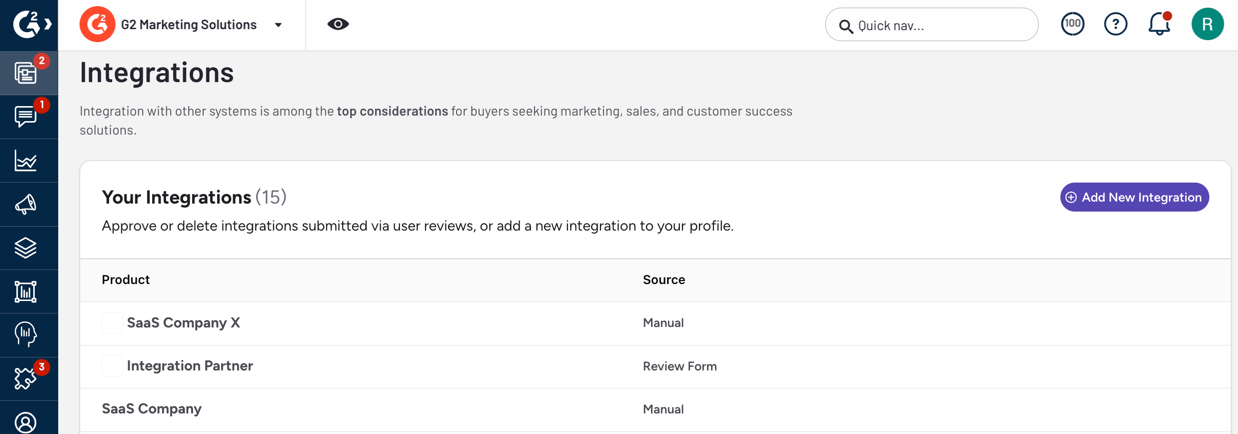 G2
G2 G2 Marketing Solutions
Quick nav...
100
?
R
2
1
3
Integrations
Integration with other systems is among the top considerations for buyers seeking marketing, sales, and customer success
solutions.
Your Integrations (15)
Add New Integration
Approve or delete integrations submitted via user reviews, or add a new integration to your profile.
Product Source
SaaS Company X Manual
Integration Partner Review Form
SaaS Company Manual